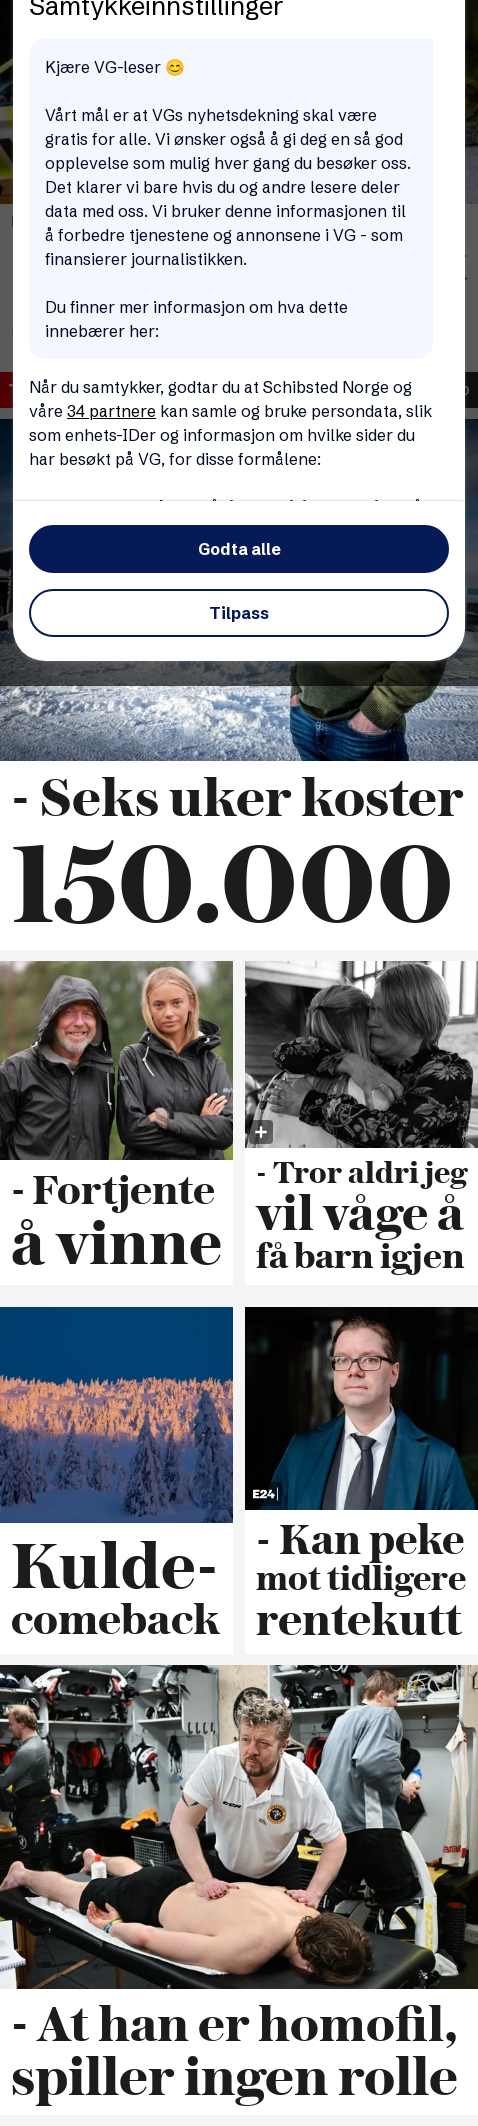 Samtykkeinnstillinger
Kjære VG-leser 😊
Vårt mål er at VGs nyhetsdekning skal være
gratis for alle. Vi ønsker også å gi deg en så god
opplevelse som mulig hver gang du besøker oss.
Det klarer vi bare hvis du og andre lesere deler
data med oss. Vi bruker denne informasjonen til
å forbedre tjenestene og annonsene i VG - som
finansierer journalistikken.
Du finner mer informasjon om hva dette
innebærer her:
Når du samtykker, godtar du at Schibsted Norge og
våre 34 partnere kan samle og bruke persondata, slik
som enhets-IDer og informasjon om hvilke sider du
har besøkt på VG, for disse formålene:
Godta alle
Tilpass
- Seks uker koster
150.000
- Fortjente
å vinne
- Tror aldri jeg
vil våge å
få barn igjen
Kulde-
comeback
E24
- Kan peke
mot tidligere
rentekutt
- At han er homofil,
spiller ingen rolle